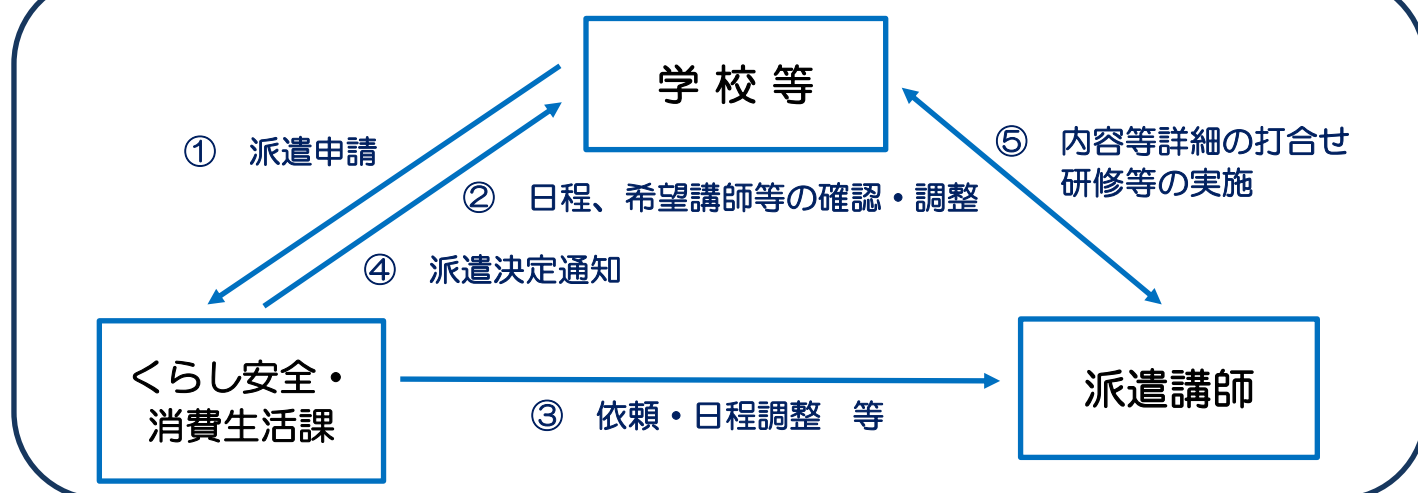 学校等
①　派遣申請
⑤　内容等詳細の打合せ
研修等の実施
②　日程、希望講師等の確認・調整
④　派遣決定通知
くらし安全・
消費生活課
③　依頼・日程調整　等
派遣講師